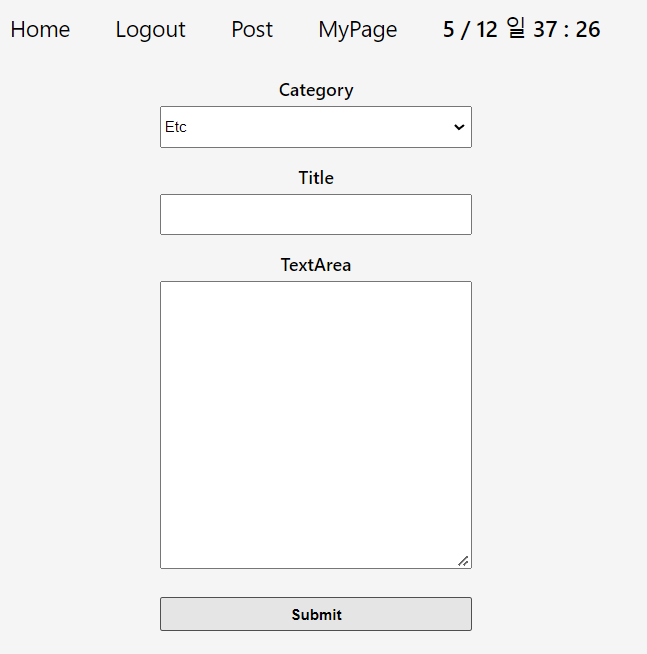 Home Logout Post MyPage 5 / 12 일 37 : 26
Category
Etc
Title
TextArea
Submit